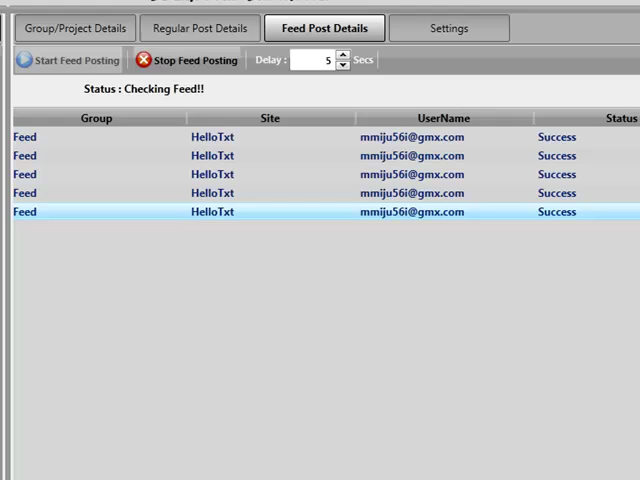 Group/Project Details Regular Post Details Feed Post Details Settings
Start Feed Posting Stop Feed Posting Delay : 5 Secs
Status : Checking Feed!!
Group Site UserName Status
Feed HelloTxt mmiju56i@gmx.com Success
Feed HelloTxt mmiju56i@gmx.com Success
Feed HelloTxt mmiju56i@gmx.com Success
Feed HelloTxt mmiju56i@gmx.com Success
Feed HelloTxt mmiju56i@gmx.com Success